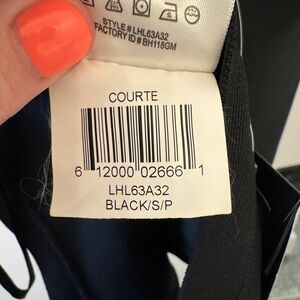 STYLE# LHL63A32
FACTORY ID# BH118GM
COURTE
6 12000 02666 1
LHL63A32
BLACK/S/P